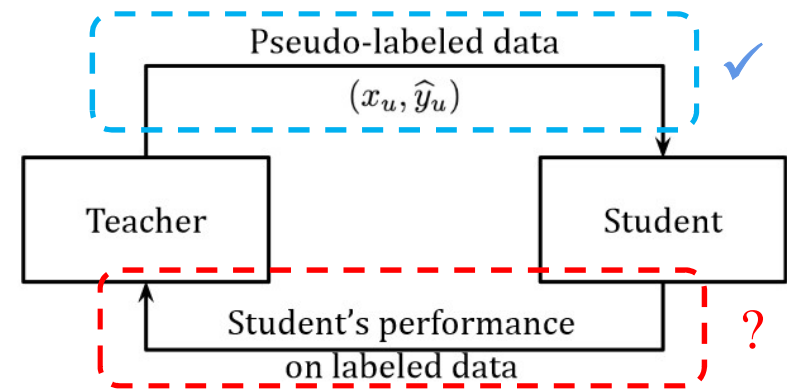 Pseudo-labeled data
✓
(x_u, ŷ_u)
Teacher
Student
Student's performance
on labeled data
?